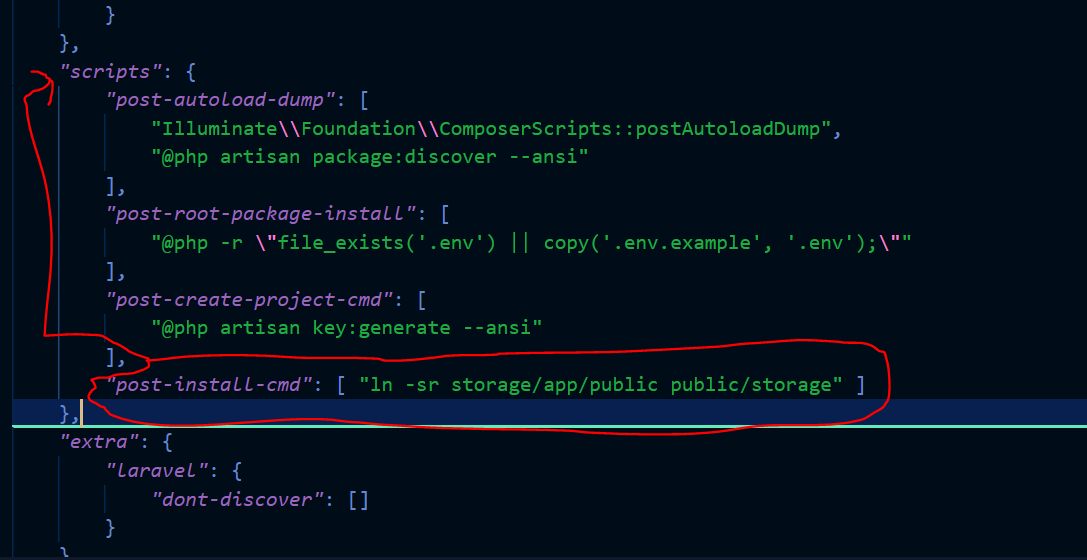 }
},
"scripts": {
"post-autoload-dump": [
"Illuminate\\Foundation\\ComposerScripts::postAutoloadDump",
"@php artisan package:discover --ansi"
],
"post-root-package-install": [
"@php -r \"file_exists('.env') || copy('.env.example', '.env');\""
],
"post-create-project-cmd": [
"@php artisan key:generate --ansi"
],
"post-install-cmd": [ "ln -sr storage/app/public public/storage" ]
},
"extra": {
"laravel": {
"dont-discover": []
}
}